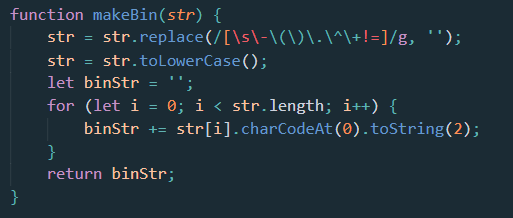 function makeBin(str) {
    str = str.replace(/[\s\-\(\)\.\^\+!=]/g, '');
    str = str.toLowerCase();
    let binStr = '';
    for (let i = 0; i < str.length; i++) {
        binStr += str[i].charCodeAt(0).toString(2);
    }
    return binStr;
}